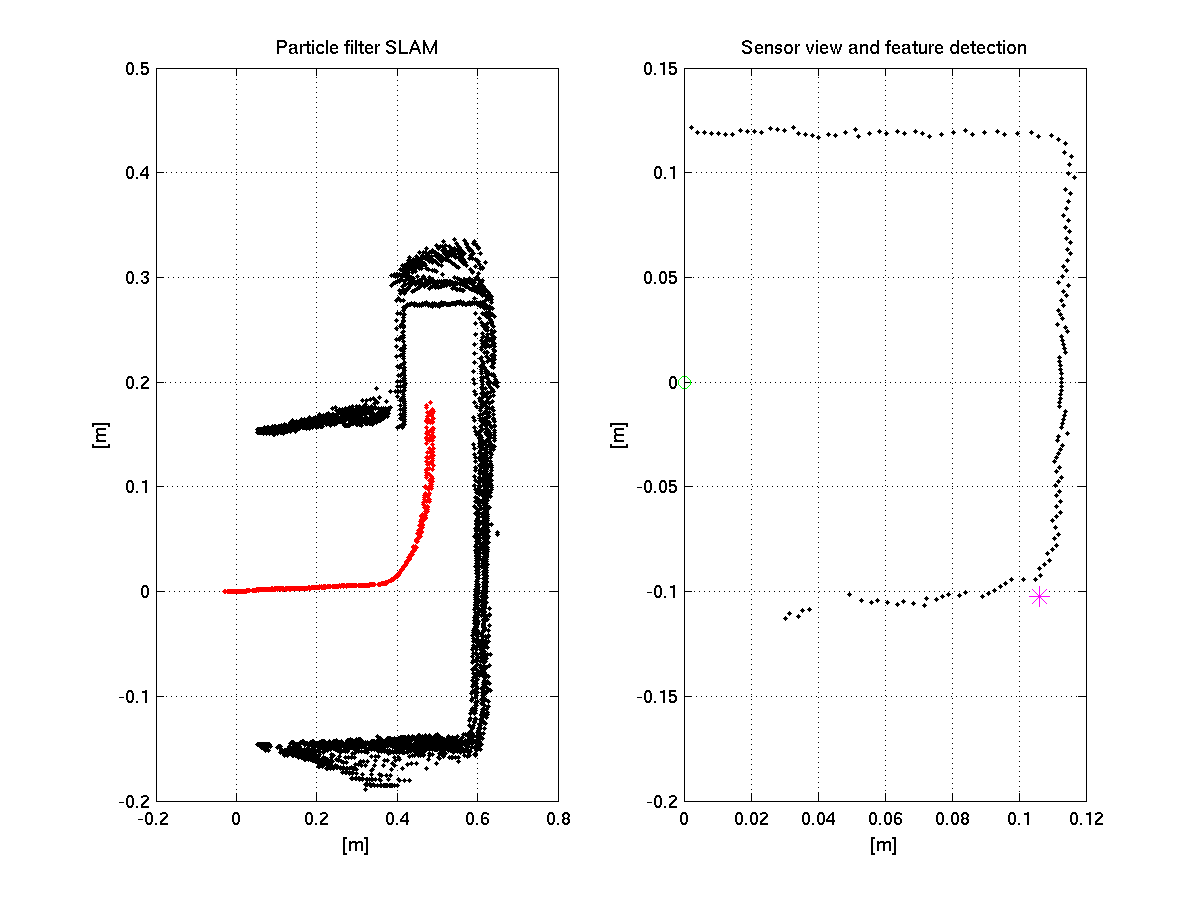 Particle filter SLAM
0.5
0.4
0.3
0.2
0.1
0
-0.1
-0.2
-0.2 0 0.2 0.4 0.6 0.8
[m]
[m]
Sensor view and feature detection
0.15
0.1
0.05
0
-0.05
-0.1
-0.15
-0.2
0 0.02 0.04 0.06 0.08 0.1 0.12
[m]
[m]